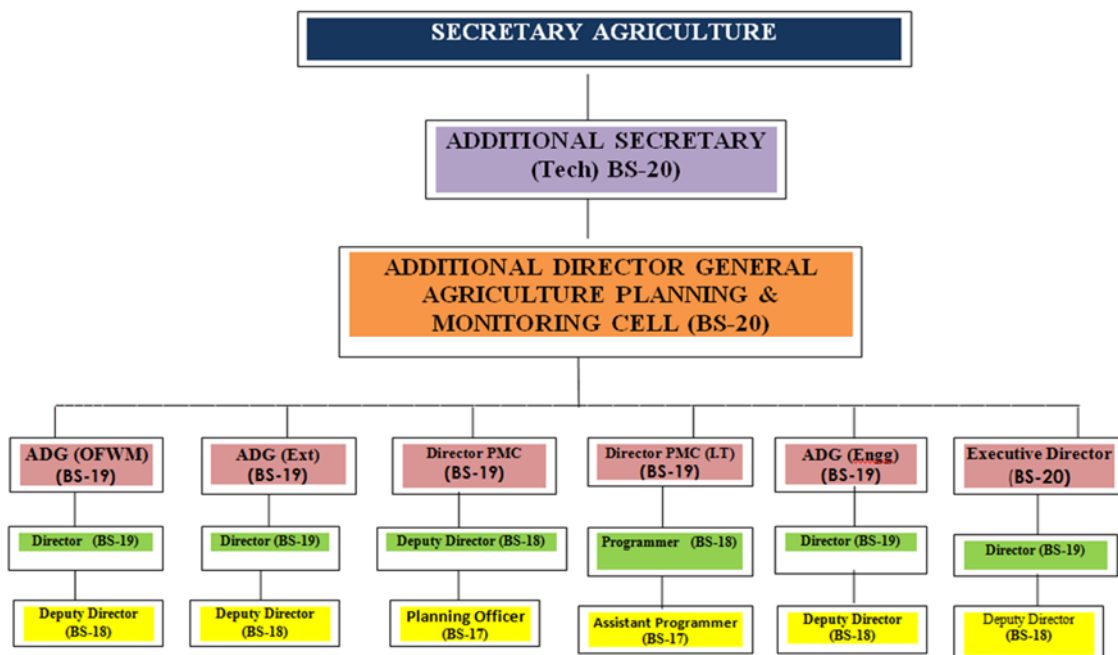 SECRETARY AGRICULTURE
ADDITIONAL SECRETARY
(Tech) BS-20)
ADDITIONAL DIRECTOR GENERAL
AGRICULTURE PLANNING &
MONITORING CELL (BS-20)
ADG (OFWM)
(BS-19)
ADG (Ext)
(BS-19)
Director PMC
(BS-19)
Director PMC (I.T)
(BS-19)
ADG (Engg)
(BS-19)
Executive Director
(BS-20)
Director (BS-19)
Director (BS-19)
Deputy Director (BS-18)
Programmer (BS-18)
Director (BS-19)
Director (BS-19)
Deputy Director
(BS-18)
Deputy Director
(BS-18)
Planning Officer
(BS-17)
Assistant Programmer
(BS-17)
Deputy Director
(BS-18)
Deputy Director
(BS-18)